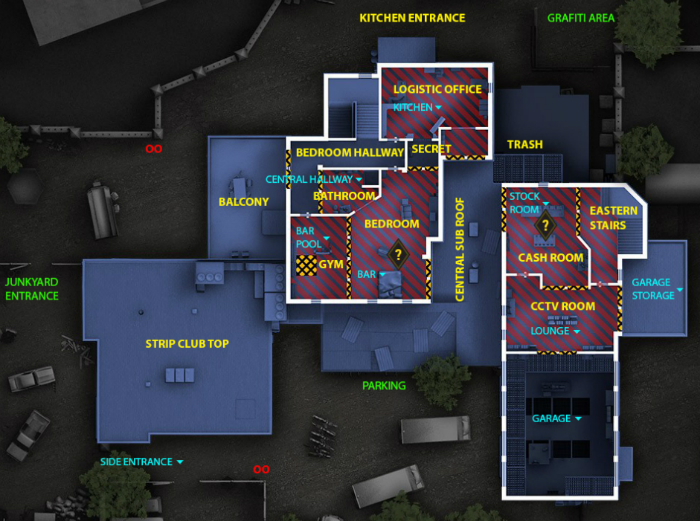 KITCHEN ENTRANCE
GRAFITI AREA
LOGISTIC OFFICE
KITCHEN
OO
BEDROOM HALLWAY
SECRET
TRASH
CENTRAL HALLWAY
BATHROOM
BALCONY
BEDROOM
STOCK
ROOM
?
EASTERN
STAIRS
BAR
POOL
?
GYM
BAR
CENTRAL SUB ROOF
CASH ROOM
JUNKYARD
ENTRANCE
GARAGE
STORAGE
CCTV ROOM
LOUNGE
STRIP CLUB TOP
PARKING
GARAGE
SIDE ENTRANCE
OO